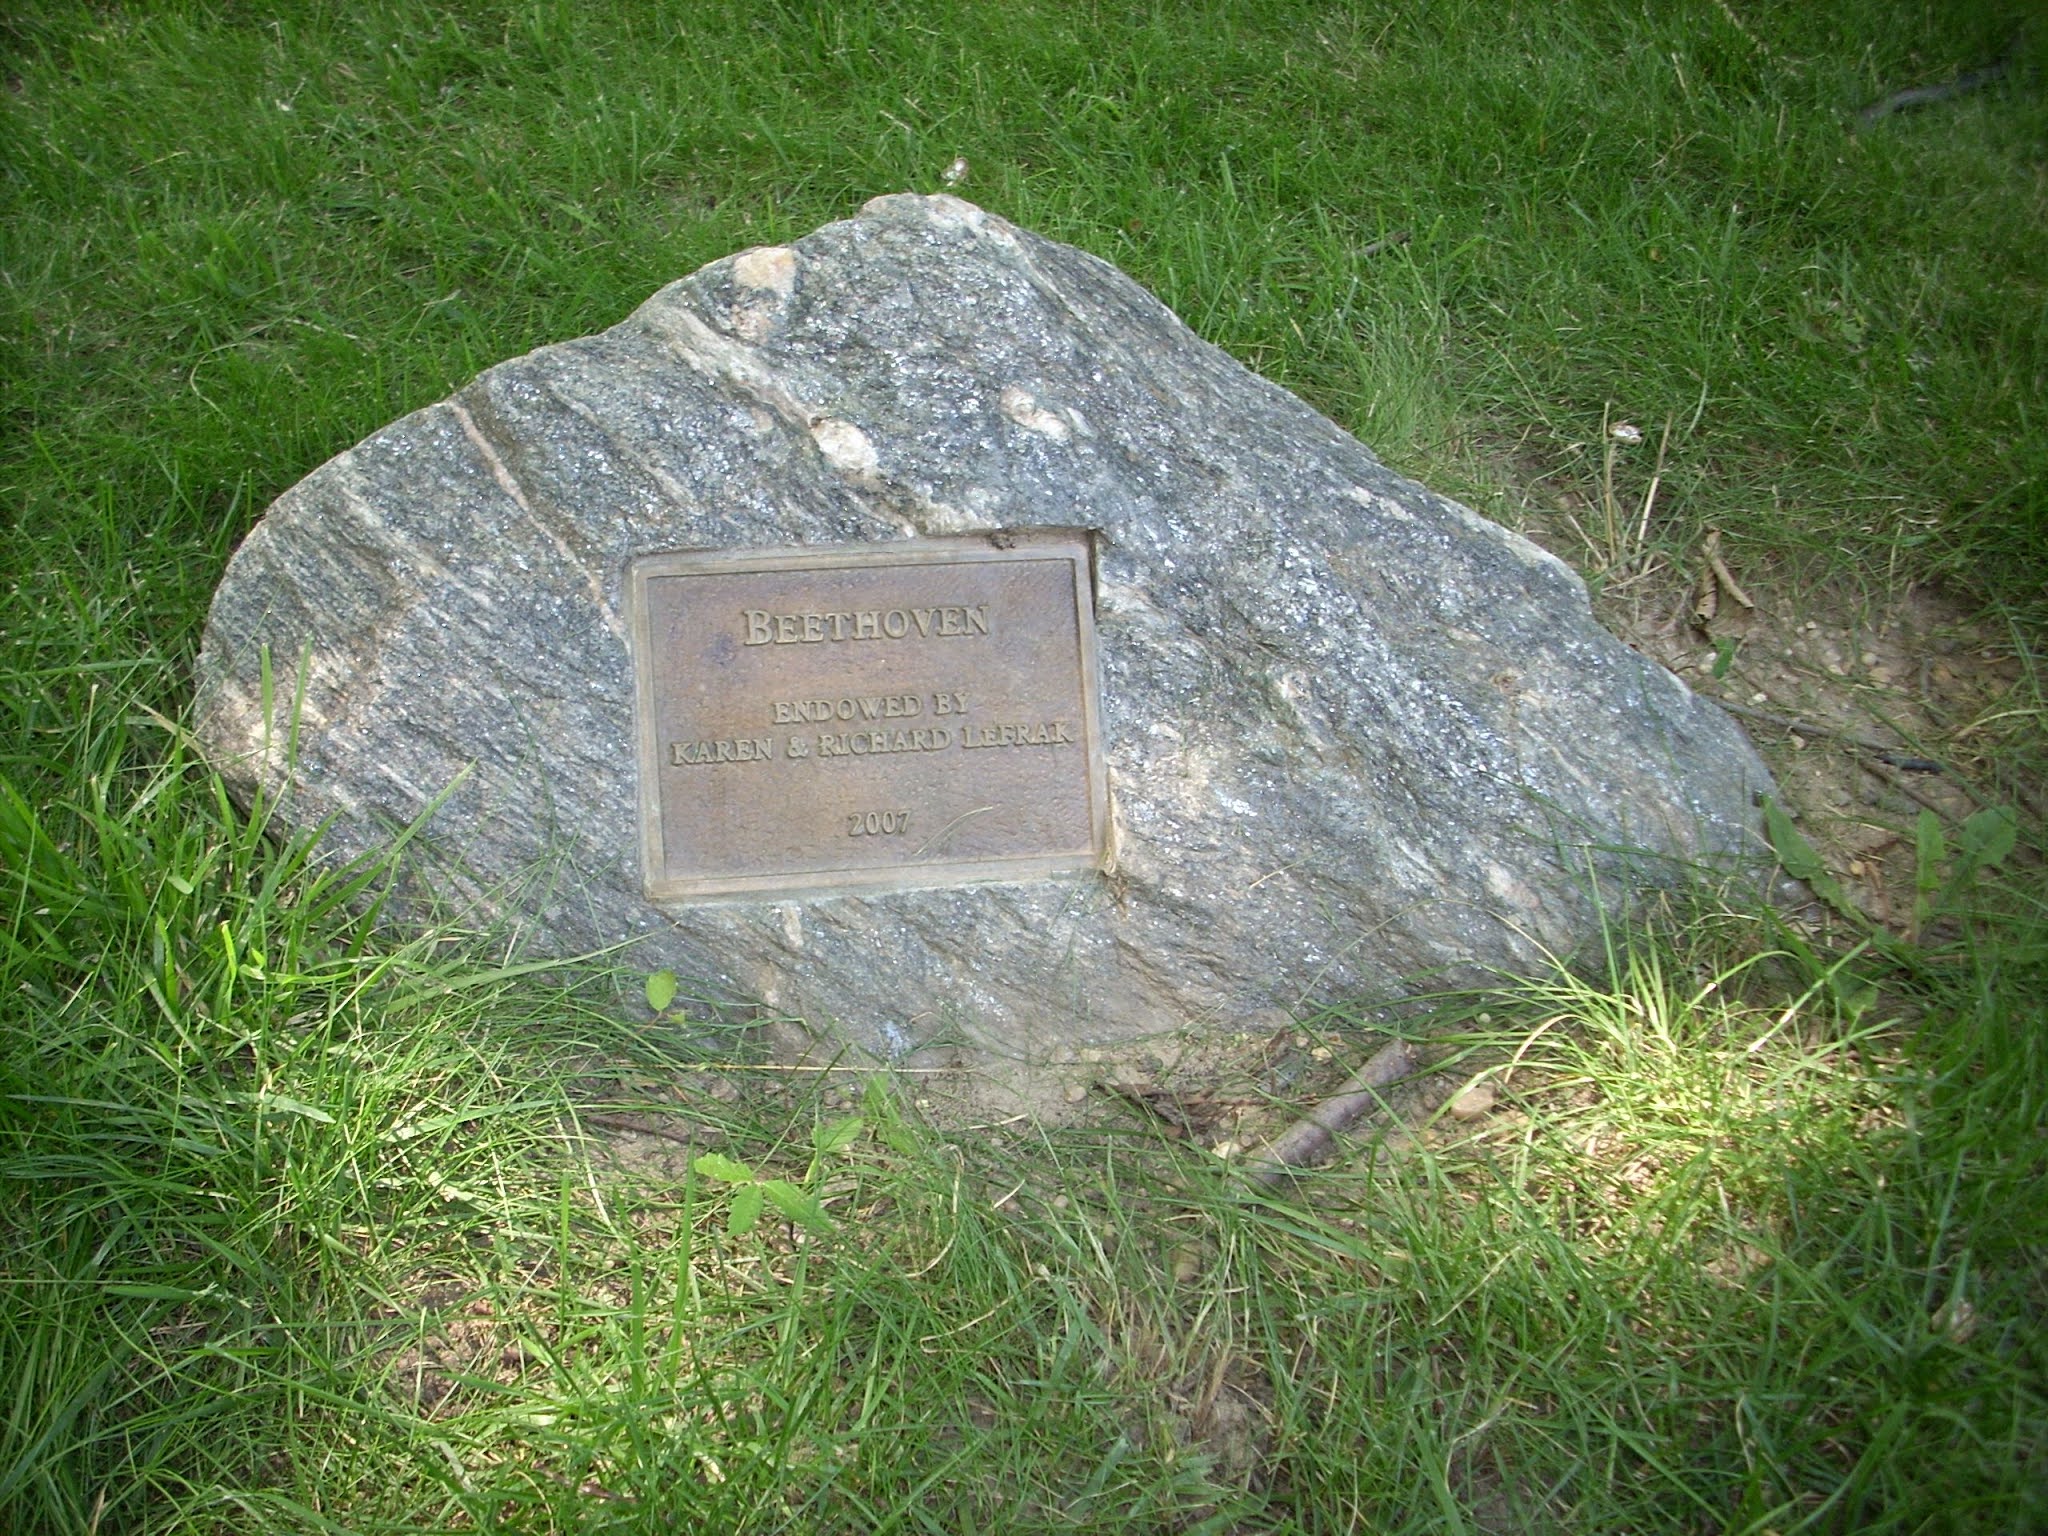 BEETHOVEN
ENDOWED BY
KAREN & RICHARD LEFRAK
2007